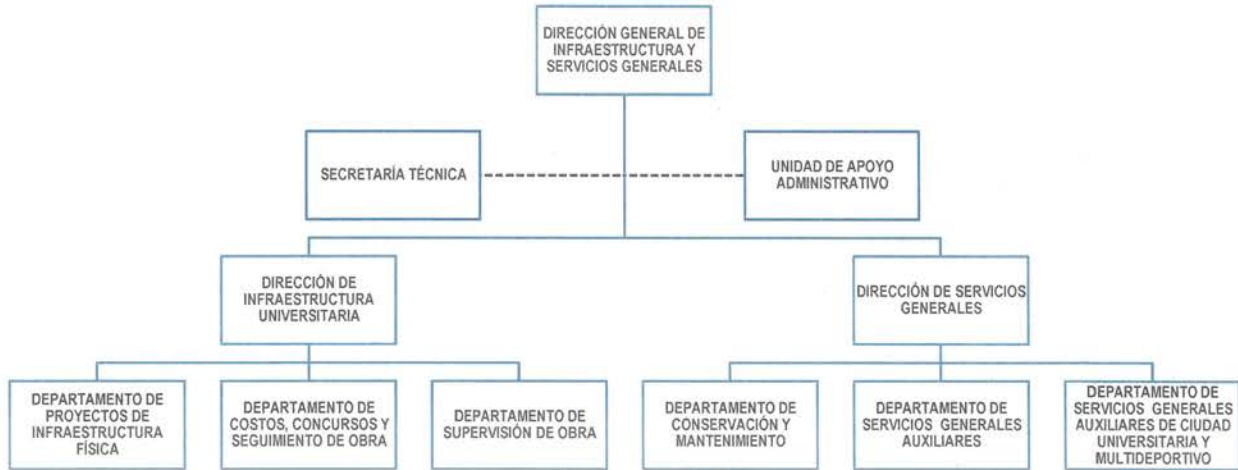 DIRECCIÓN GENERAL DE
INFRAESTRUCTURA Y
SERVICIOS GENERALES
SECRETARÍA TÉCNICA
UNIDAD DE APOYO
ADMINISTRATIVO
DIRECCIÓN DE
INFRAESTRUCTURA
UNIVERSITARIA
DIRECCIÓN DE SERVICIOS
GENERALES
DEPARTAMENTO DE
PROYECTOS DE
INFRAESTRUCTURA
FÍSICA
DEPARTAMENTO DE
COSTOS, CONCURSOS Y
SEGUIMIENTO DE OBRA
DEPARTAMENTO DE
SUPERVISIÓN DE OBRA
DEPARTAMENTO DE
CONSERVACIÓN Y
MANTENIMIENTO
DEPARTAMENTO DE
SERVICIOS GENERALES
AUXILIARES
DEPARTAMENTO DE
SERVICIOS GENERALES
AUXILIARES DE CIUDAD
UNIVERSITARIA Y
MULTIDEPORTIVO